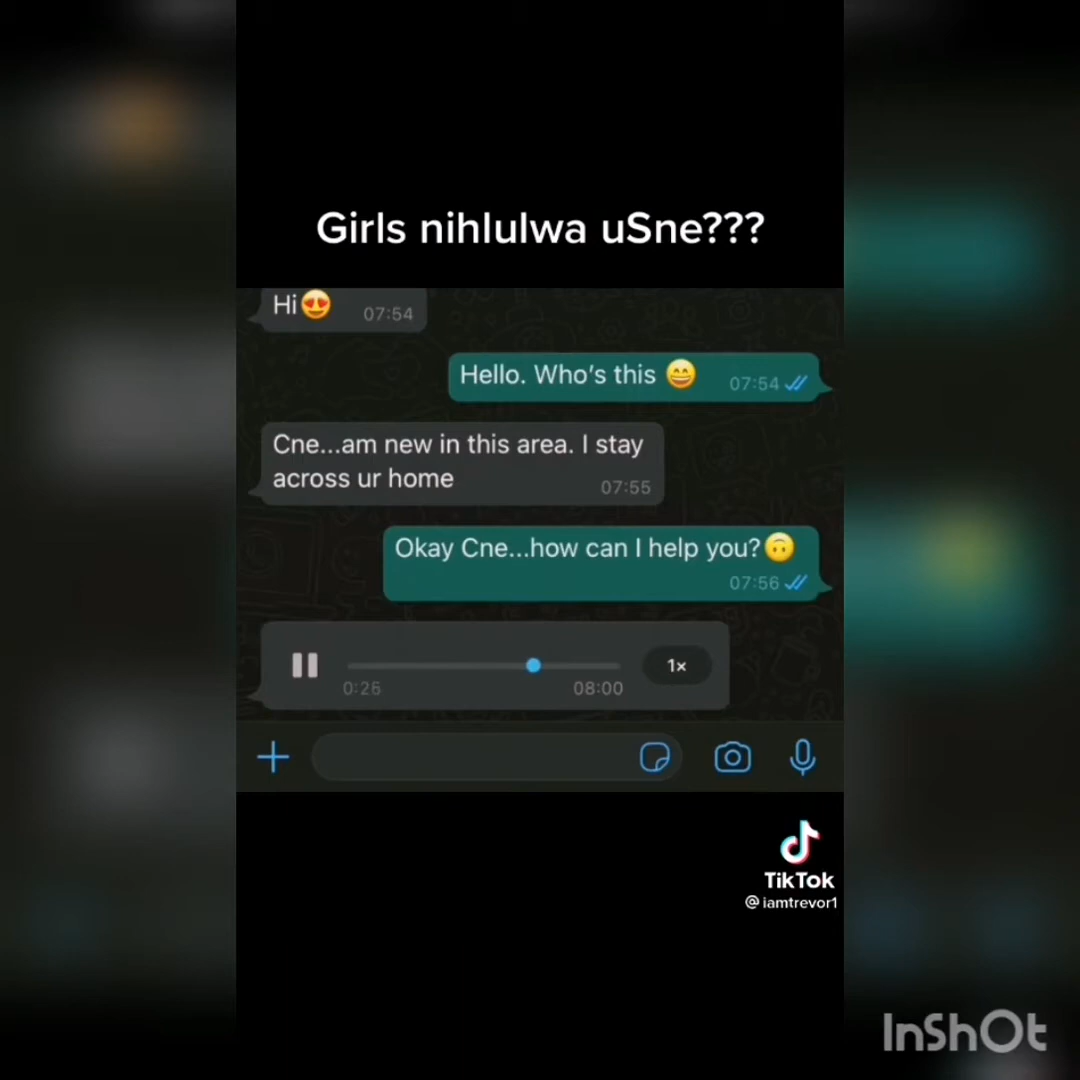 Girls nihlulwa uSne???
Hi😍 07:54
Hello. Who's this 😄 07:54
Cne...am new in this area. I stay
across ur home 07:55
Okay Cne...how can I help you?🙃
07:56
1×
0:26 08:00
TikTok
@iamtrevor1
InShOt